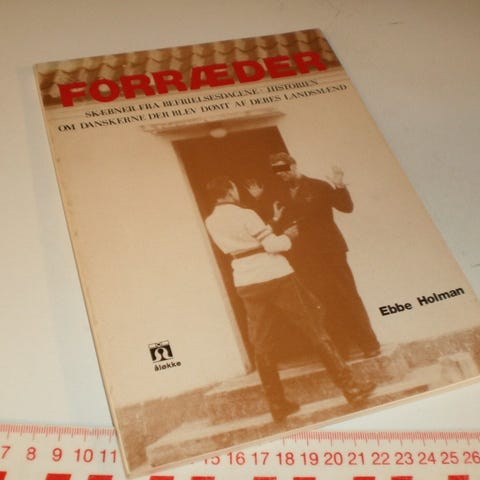 FORRÆDER
SKÆBNER FRA BEFRIELSESDAGENE · HISTORIEN
OM DANSKERNE DER BLEV DØMT AF DERES LANDSMÆND
Ebbe Holman
åløkke
7 8 9 10 11 15 16 17 18 19 20 21 22 23 24 25 26